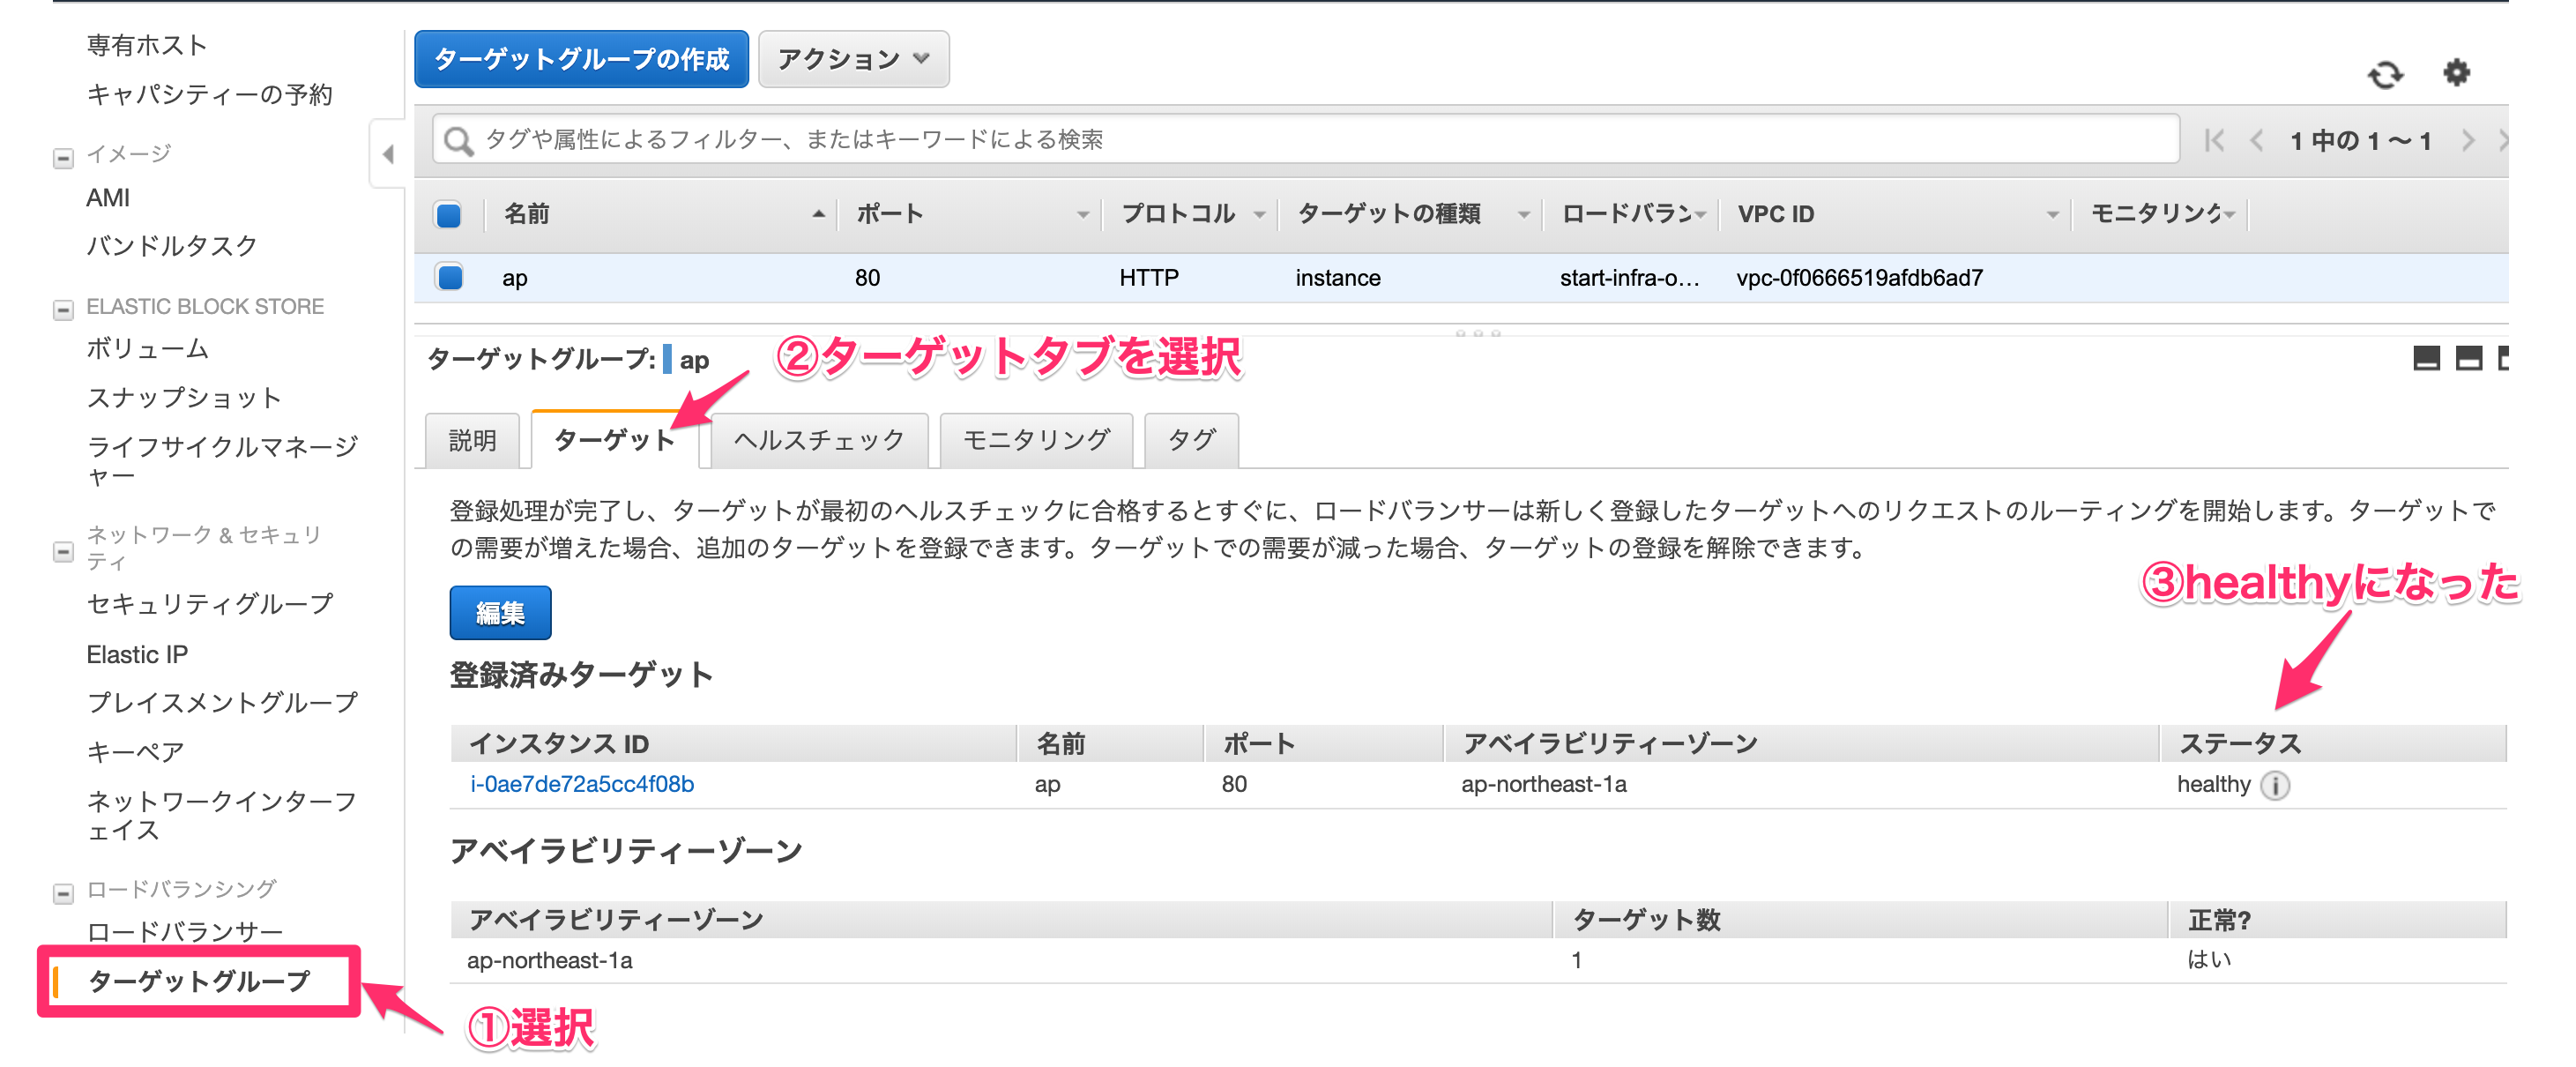 専有ホスト
キャパシティーの予約
イメージ
AMI
バンドルタスク
ELASTIC BLOCK STORE
ボリューム
スナップショット
ライフサイクルマネージ
ャー
ネットワーク & セキュリ
ティ
セキュリティグループ
Elastic IP
プレイスメントグループ
キーペア
ネットワークインターフ
ェイス
ロードバランシング
ロードバランサー
ターゲットグループ
①選択
ターゲットグループの作成 アクション
タグや属性によるフィルター、またはキーワードによる検索 1 中の 1 ～ 1
名前 ポート プロトコル ターゲットの種類 ロードバラン VPC ID モニタリング
ap 80 HTTP instance start-infra-o... vpc-0f0666519afdb6ad7
ターゲットグループ: ap
②ターゲットタブを選択
説明 ターゲット ヘルスチェック モニタリング タグ
登録処理が完了し、ターゲットが最初のヘルスチェックに合格するとすぐに、ロードバランサーは新しく登録したターゲットへのリクエストのルーティングを開始します。ターゲットで
の需要が増えた場合、追加のターゲットを登録できます。ターゲットでの需要が減った場合、ターゲットの登録を解除できます。
③healthyになった
編集
登録済みターゲット
インスタンス ID 名前 ポート アベイラビリティーゾーン ステータス
i-0ae7de72a5cc4f08b ap 80 ap-northeast-1a healthy
アベイラビリティーゾーン
アベイラビリティーゾーン ターゲット数 正常?
ap-northeast-1a 1 はい